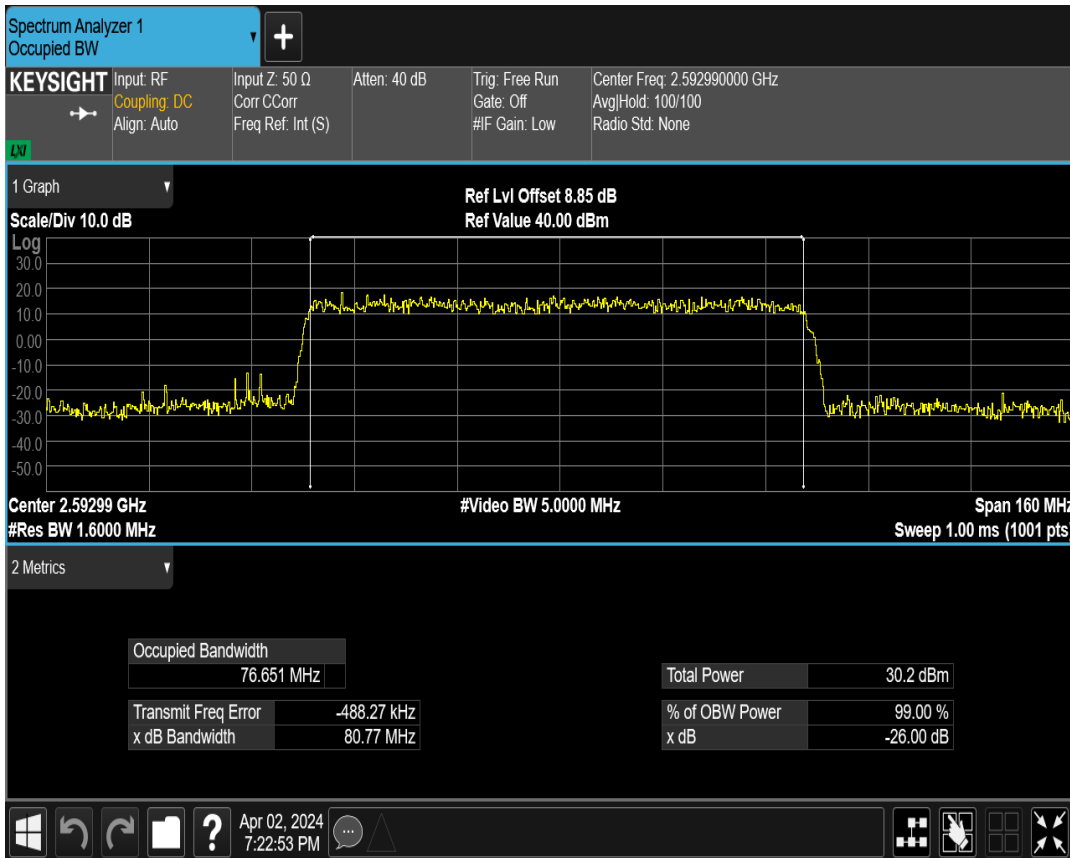 Spectrum Analyzer 1
Occupied BW
+
KEYSIGHT
LXI
Input: RF
Coupling: DC
Align: Auto
Input Z: 50 Ω
Corr CCorr
Freq Ref: Int (S)
Atten: 40 dB
Trig: Free Run
Gate: Off
#IF Gain: Low
Center Freq: 2.592990000 GHz
Avg|Hold: 100/100
Radio Std: None
1 Graph
Scale/Div 10.0 dB
Ref Lvl Offset 8.85 dB
Ref Value 40.00 dBm
Log
30.0
20.0
10.0
0.00
-10.0
-20.0
-30.0
-40.0
-50.0
Center 2.59299 GHz
#Video BW 5.0000 MHz
Span 160 MHz
#Res BW 1.6000 MHz
Sweep 1.00 ms (1001 pts)
2 Metrics
Occupied Bandwidth
76.651 MHz
Transmit Freq Error -488.27 kHz
x dB Bandwidth 80.77 MHz
Total Power 30.2 dBm
% of OBW Power 99.00 %
x dB -26.00 dB
?
Apr 02, 2024
7:22:53 PM